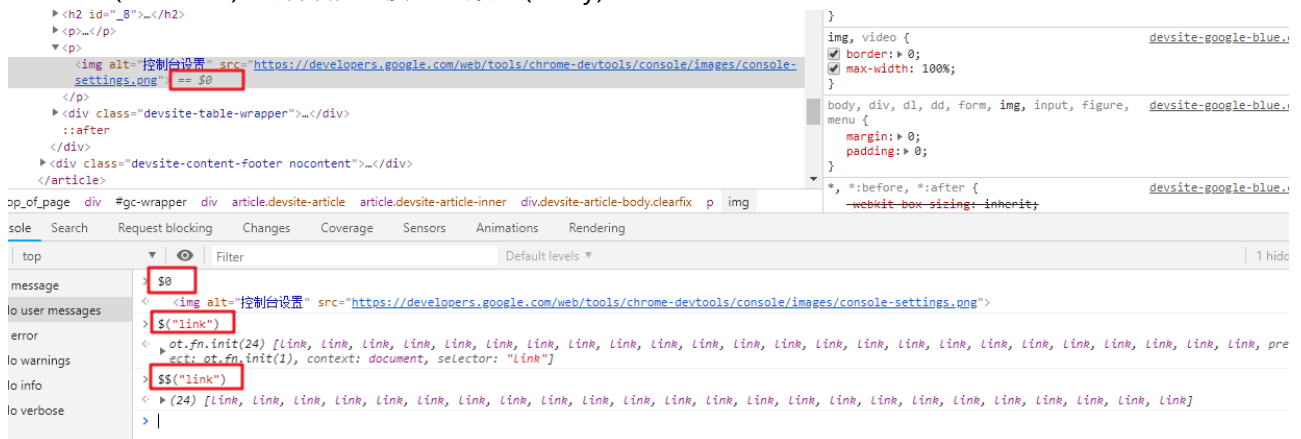 ▶<h2 id="_8">…</h2>
▶<p>…</p>
▼<p>
<img alt="控制台设置" src="https://developers.google.com/web/tools/chrome-devtools/console/images/console-
settings.png"> == $0
</p>
▶<div class="devsite-table-wrapper">…</div>
::after
</div>
▶<div class="devsite-content-footer nocontent">…</div>
</article>
op_of_page div #gc-wrapper div article.devsite-article article.devsite-article-inner div.devsite-article-body.clearfix p img
}
img, video { devsite-google-blue.
border:▶ 0;
max-width: 100%;
}
body, div, dl, dd, form, img, input, figure, devsite-google-blue.
menu {
margin:▶ 0;
padding:▶ 0;
}
*, *:before, *:after { devsite-google-blue.
-webkit-box-sizing: inherit;
sole Search Request blocking Changes Coverage Sensors Animations Rendering
top ▼ Filter Default levels ▼ 1 hidd
message
lo user messages
error
lo warnings
lo info
lo verbose
> $0
<img alt="控制台设置" src="https://developers.google.com/web/tools/chrome-devtools/console/images/console-settings.png">
> $("link")
ot.fn.init(24) [link, link, link, link, link, link, link, link, link, link, link, link, link, link, link, link, link, link, link, link, link, link, link, link, pre
ect: ot.fn.init(1), context: document, selector: "link"]
> $$("link")
▶ (24) [link, link, link, link, link, link, link, link, link, link, link, link, link, link, link, link, link, link, link, link, link, link, link, link]
>